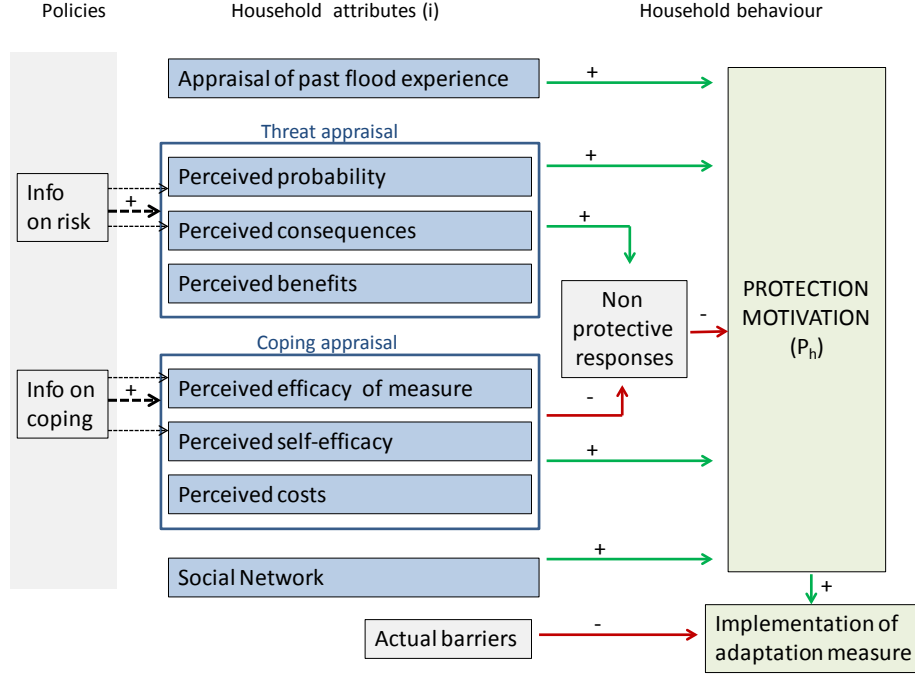 Policies
Household attributes (i)
Household behaviour
Appraisal of past flood experience
+
Threat appraisal
Perceived probability
+
Info
on risk
+
Perceived consequences
+
Perceived benefits
Non
protective
responses
-
PROTECTION
MOTIVATION
(Ph)
Coping appraisal
Info on
coping
+
Perceived efficacy of measure
-
Perceived self-efficacy
+
Perceived costs
Social Network
+
+
Actual barriers
-
Implementation of
adaptation measure